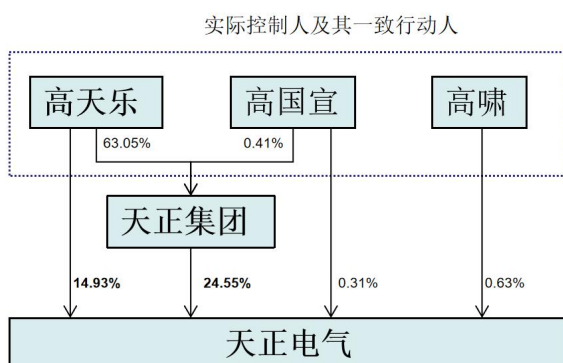 实际控制人及其一致行动人
高天乐
高国宣
高啸
63.05%
0.41%
天正集团
14.93%
24.55%
0.31%
0.63%
天正电气